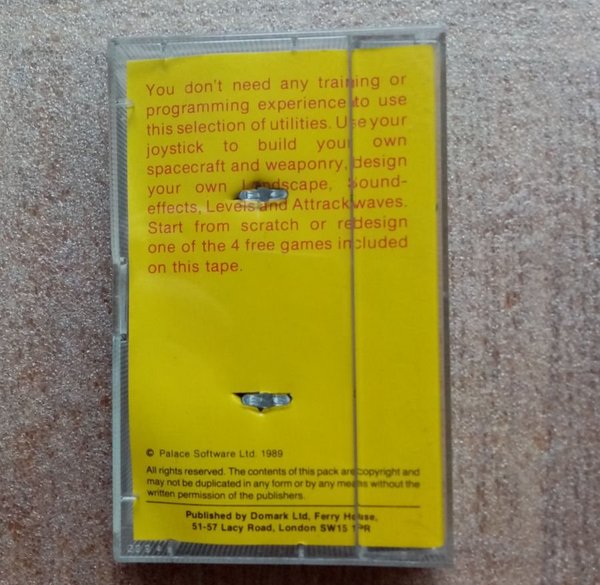 You don't need any training or
programming experience to use
this selection of utilities. Use your
joystick to build your own
spacecraft and weaponry, design
your own Landscape, Sound-
effects, Levels and Attrackwaves.
Start from scratch or redesign
one of the 4 free games included
on this tape.
© Palace Software Ltd. 1989
All rights reserved. The contents of this pack are copyright and
may not be duplicated in any form or by any means without the
written permission of the publishers.
Published by Domark Ltd, Ferry House,
51-57 Lacy Road, London SW15 1PR